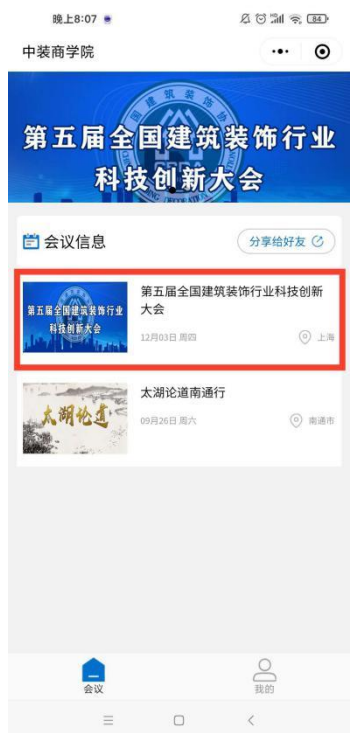 晚上8:07
84
中装商学院
第五届全国建筑装饰行业
科技创新大会
会议信息
分享给好友
第五届全国建筑装饰行业
科技创新大会
第五届全国建筑装饰行业科技创新
大会
12月03日 周四
上海
太湖论道
太湖论道南通行
09月26日 周六
南通市
会议
我的